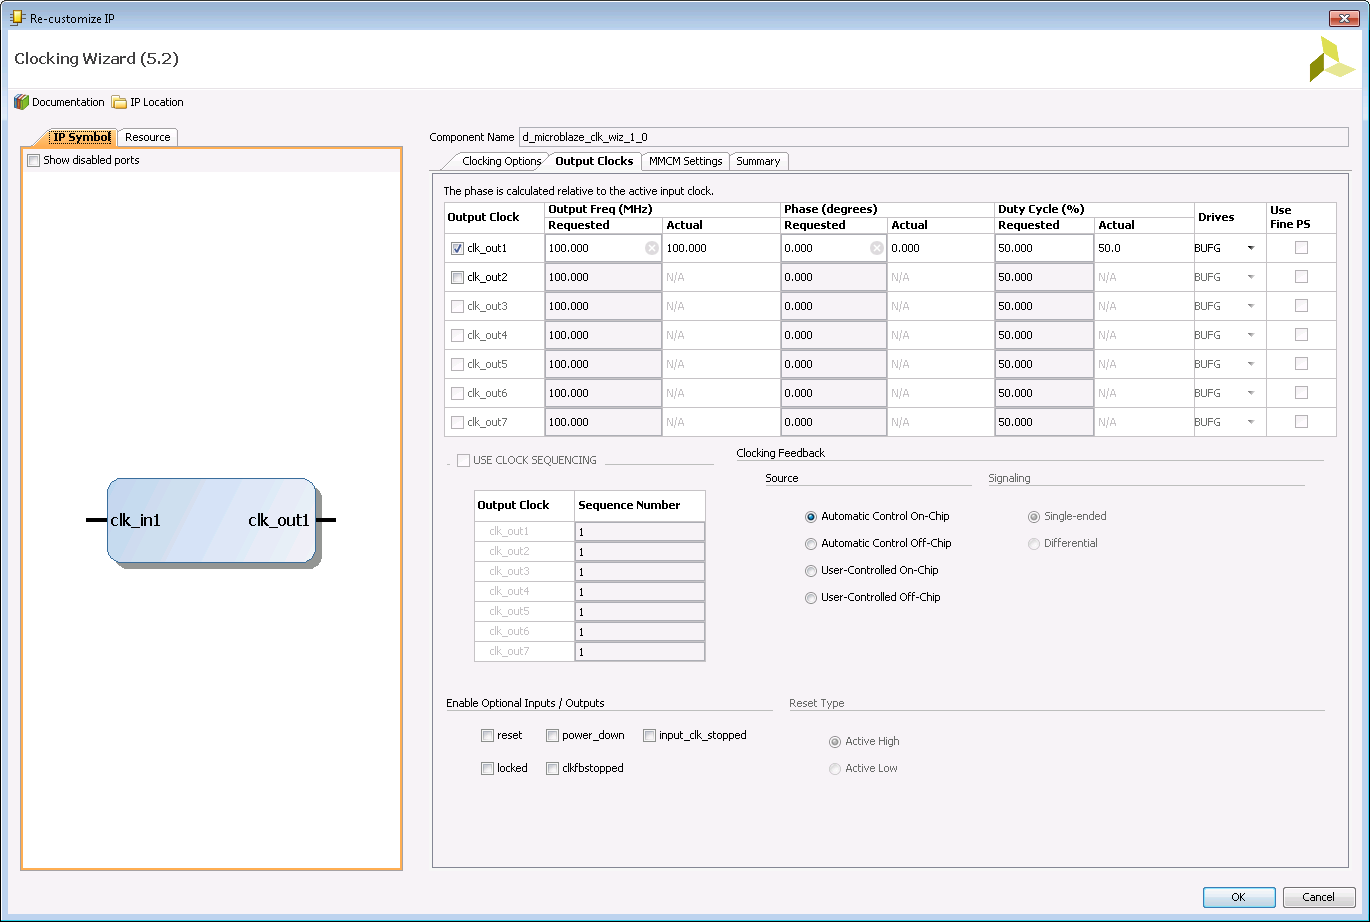 Re-customize IP
Clocking Wizard (5.2)
Documentation IP Location
IP Symbol Resource
Show disabled ports
clk_in1 clk_out1
Component Name d_microblaze_clk_wiz_1_0
Clocking Options Output Clocks MMCM Settings Summary
The phase is calculated relative to the active input clock.
Output Clock Output Freq (MHz) Phase (degrees) Duty Cycle (%) Drives Use Fine PS
Requested Actual Requested Actual Requested Actual
clk_out1 100.000 100.000 0.000 0.000 50.000 50.0 BUFG
clk_out2 100.000 N/A 0.000 N/A 50.000 N/A BUFG
clk_out3 100.000 N/A 0.000 N/A 50.000 N/A BUFG
clk_out4 100.000 N/A 0.000 N/A 50.000 N/A BUFG
clk_out5 100.000 N/A 0.000 N/A 50.000 N/A BUFG
clk_out6 100.000 N/A 0.000 N/A 50.000 N/A BUFG
clk_out7 100.000 N/A 0.000 N/A 50.000 N/A BUFG
USE CLOCK SEQUENCING
Output Clock Sequence Number
clk_out1 1
clk_out2 1
clk_out3 1
clk_out4 1
clk_out5 1
clk_out6 1
clk_out7 1
Clocking Feedback
Source Signaling
Automatic Control On-Chip Single-ended
Automatic Control Off-Chip Differential
User-Controlled On-Chip
User-Controlled Off-Chip
Enable Optional Inputs / Outputs
reset power_down input_clk_stopped
locked clkfbstopped
Reset Type
Active High
Active Low
OK Cancel